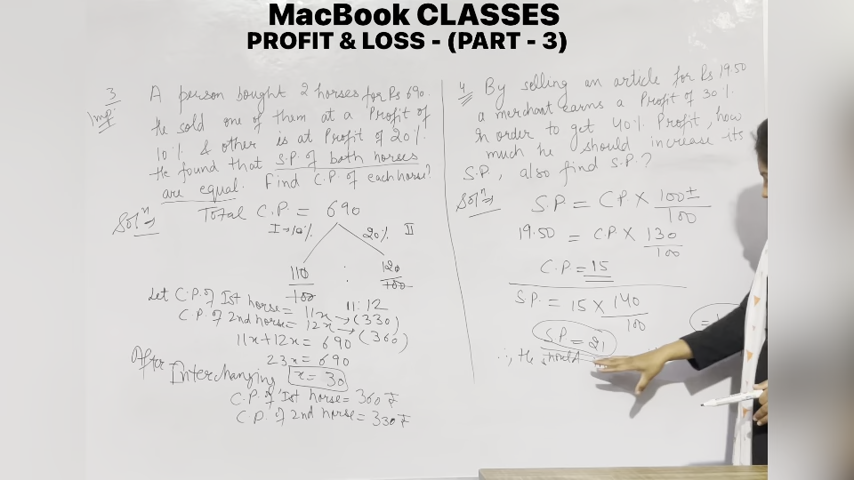 MacBook CLASSES
PROFIT & LOSS - (PART - 3)
3
Imp:
A person bought 2 horses for Rs 690.
He sold one of them at a Profit of
10% & other is at Profit of 20%.
He found that S.P. of both horses
are equal. Find C.P. of each horse?
Solⁿ
Total C.P. = 690
I → 10% 20% II
110/100 : 120/100
11:12
Let C.P. of Ist horse = 11x → (330)
C.P. of 2nd horse = 12x → (360)
11x+12x = 690
23x = 690
x = 30
After
Interchanging
C.P. of Ist horse = 360 ₹
C.P. of 2nd horse = 330 ₹
4
By selling an article for Rs 19.50
a merchant earns a Profit of 30%.
In order to get 40% Profit, how
much he should increase its
S.P., also find S.P.?
Solⁿ
S.P. = CP × 100±/100
19.50 = C.P. × 130/100
C.P. = 15
SP = 15 × 140/100
SP = 21
∴, He should